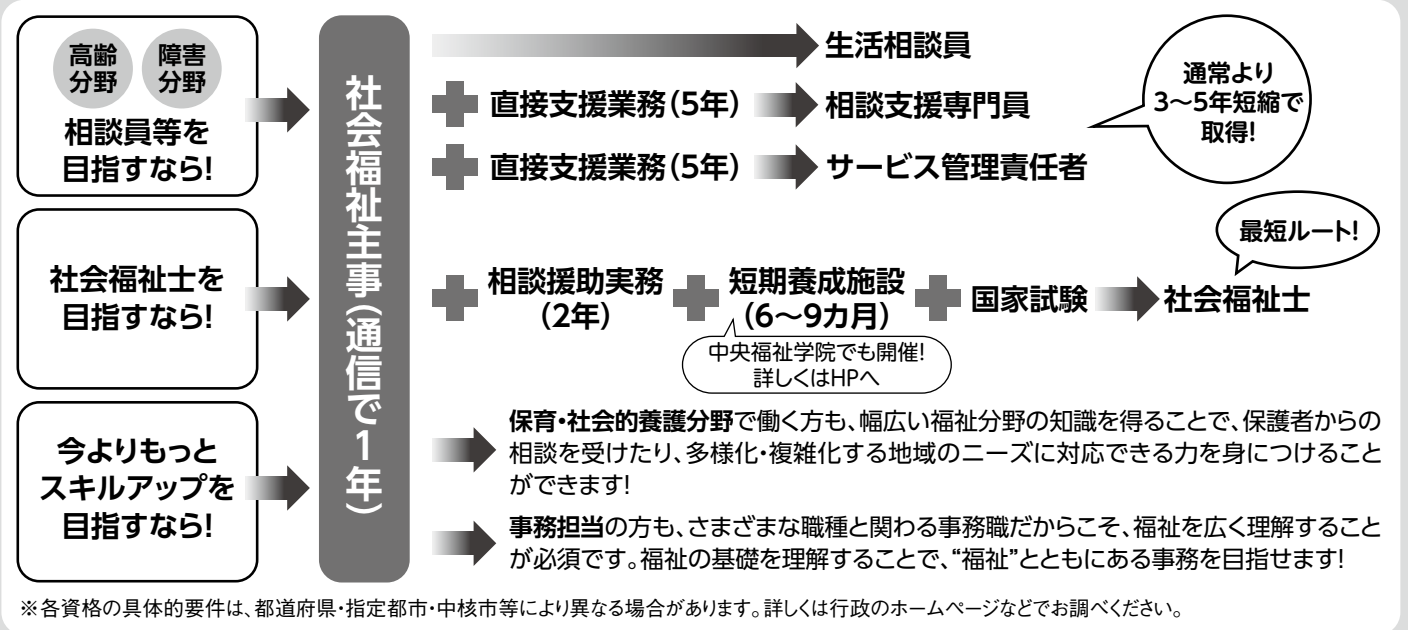 高齢
分野
障害
分野
相談員等を
目指すなら!
社会福祉士を
目指すなら!
今よりもっと
スキルアップを
目指すなら!
社会福祉主事(通信で1年)
生活相談員
直接支援業務(5年)
相談支援専門員
直接支援業務(5年)
サービス管理責任者
通常より
3〜5年短縮で
取得!
相談援助実務
(2年)
短期養成施設
(6〜9カ月)
中央福祉学院でも開催!
詳しくはHPへ
国家試験
社会福祉士
最短ルート!
保育・社会的養護分野で働く方も、幅広い福祉分野の知識を得ることで、保護者からの
相談を受けたり、多様化・複雑化する地域のニーズに対応できる力を身につけること
ができます!
事務担当の方も、さまざまな職種と関わる事務職だからこそ、福祉を広く理解すること
が必須です。福祉の基礎を理解することで、“福祉”とともにある事務を目指せます!
※各資格の具体的要件は、都道府県・指定都市・中核市等により異なる場合があります。詳しくは行政のホームページなどでお調べください。